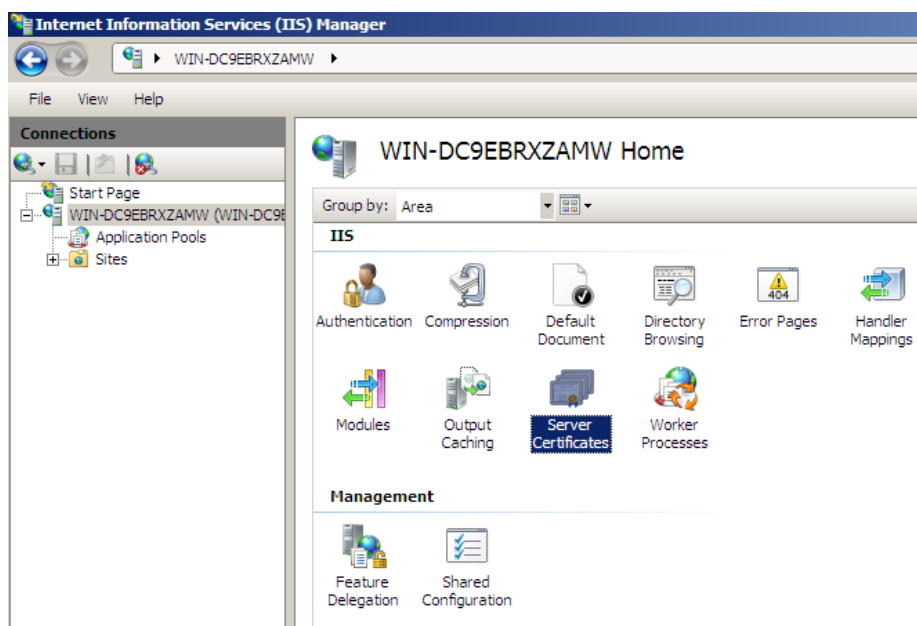 Internet Information Services (IIS) Manager
WIN-DC9EBRXZAMW
File View Help
Connections
Start Page
WIN-DC9EBRXZAMW (WIN-DC9E
Application Pools
Sites
WIN-DC9EBRXZAMW Home
Group by: Area
IIS
Authentication Compression Default Document Directory Browsing Error Pages Handler Mappings
Modules Output Caching Server Certificates Worker Processes
Management
Feature Delegation Shared Configuration
404